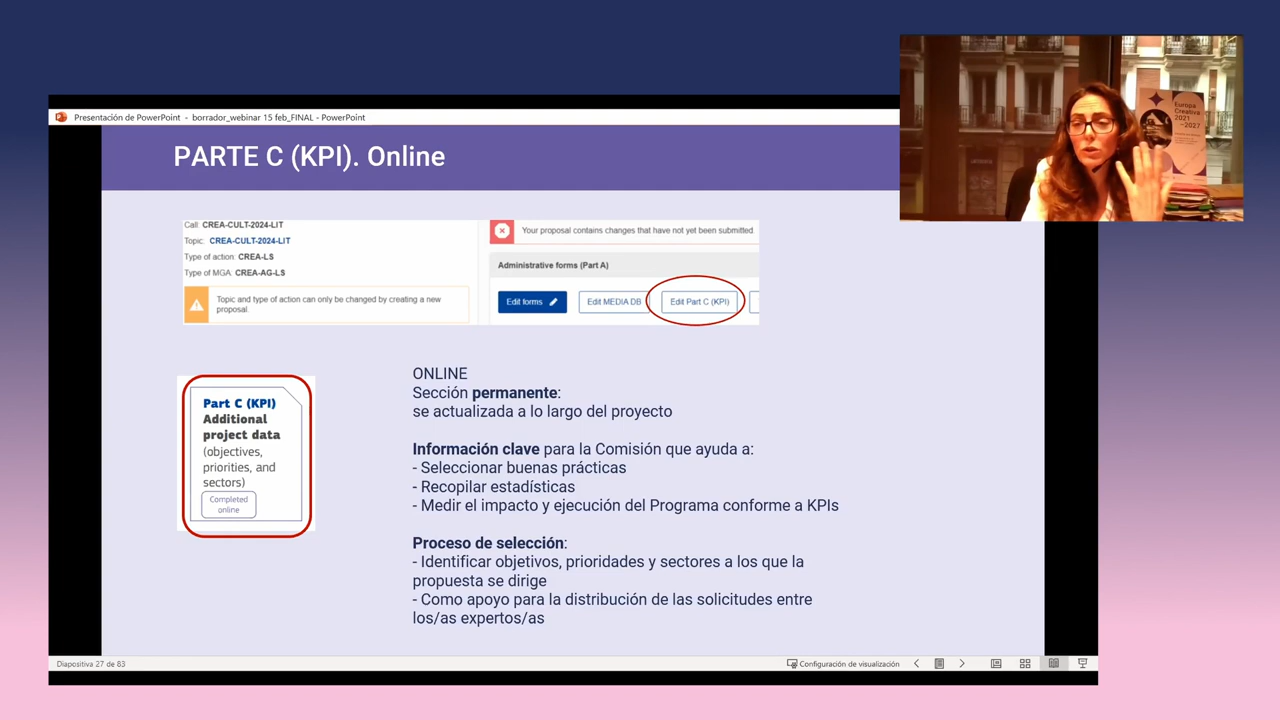 Presentación de PowerPoint - borrador_webinar 15 feb_FINAL - PowerPoint
PARTE C (KPI). Online
Call: CREA-CULT-2024-LIT
Topic: CREA-CULT-2024-LIT
Type of action: CREA-LS
Type of MGA: CREA-AG-LS
Topic and type of action can only be changed by creating a new
proposal.
Your proposal contains changes that have not yet been submitted.
Administrative forms (Part A)
Edit forms
Edit MEDIA DB
Edit Part C (KPI)
Part C (KPI)
Additional
project data
(objectives,
priorities, and
sectors)
Completed
online
ONLINE
Sección permanente:
se actualizada a lo largo del proyecto
Información clave para la Comisión que ayuda a:
- Seleccionar buenas prácticas
- Recopilar estadísticas
- Medir el impacto y ejecución del Programa conforme a KPIs
Proceso de selección:
- Identificar objetivos, prioridades y sectores a los que la
propuesta se dirige
- Como apoyo para la distribución de las solicitudes entre
los/as expertos/as
Europa
Creativa
2021
-2027
Diapositiva 27 de 83
Configuración de visualización